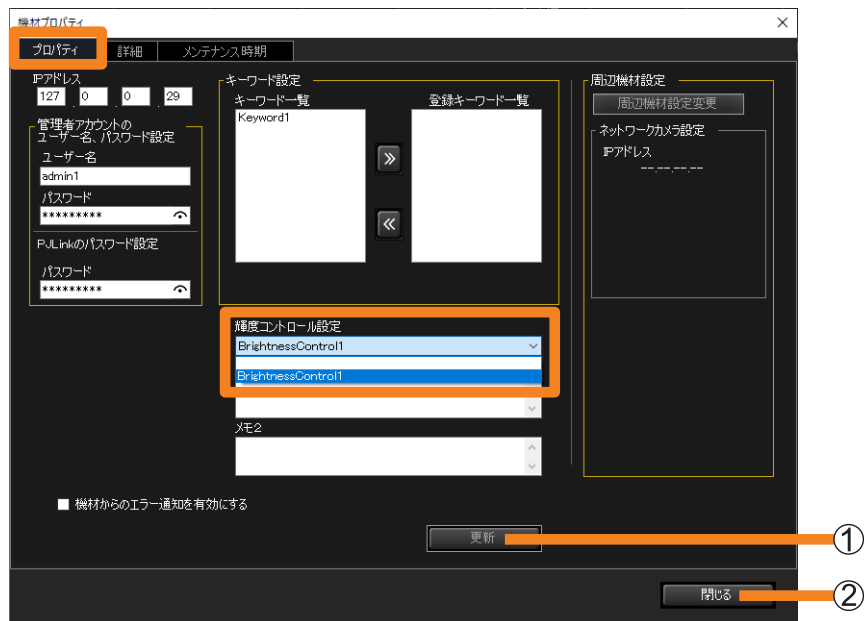 機材プロパティ
プロパティ 詳細 メンテナンス時期
IPアドレス
127 . 0 . 0 . 29
管理者アカウントの
ユーザー名、パスワード設定
ユーザー名
admin1
パスワード
*********
PJLinkのパスワード設定
パスワード
*********
キーワード設定
キーワード一覧
Keyword1
登録キーワード一覧
輝度コントロール設定
BrightnessControl1
BrightnessControl1
メモ2
周辺機材設定
周辺機材設定変更
ネットワークカメラ設定
IPアドレス
--.--.--.--
機材からのエラー通知を有効にする
更新
①
閉じる
②